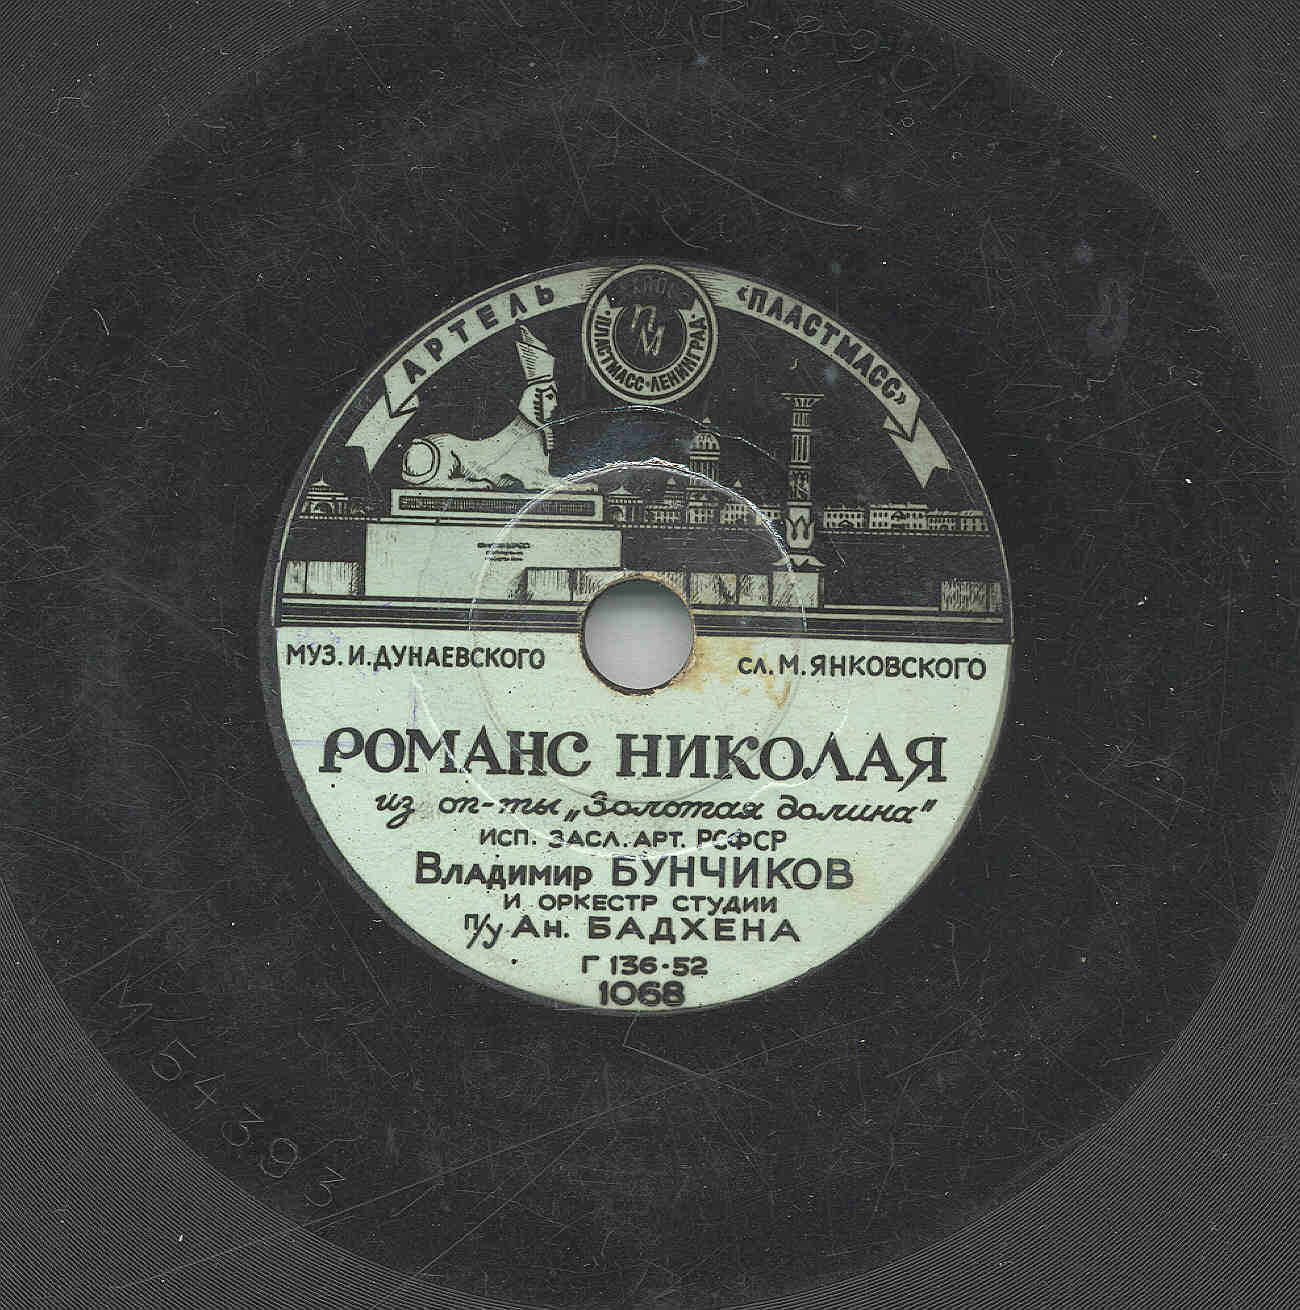 АРТЕЛЬ «ПЛАСТМАСС»
ПМ
ПЛАСТМАСС·ЛЕНИНГРАД
МУЗ. И. ДУНАЕВСКОГО
СЛ. М. ЯНКОВСКОГО
РОМАНС НИКОЛАЯ
из оп-ты „Золотая долина"
ИСП. ЗАСЛ. АРТ. РСФСР
Владимир БУНЧИКОВ
И ОРКЕСТР СТУДИИ
п/у Ан. БАДХЕНА
Г 136·52
1068
54393